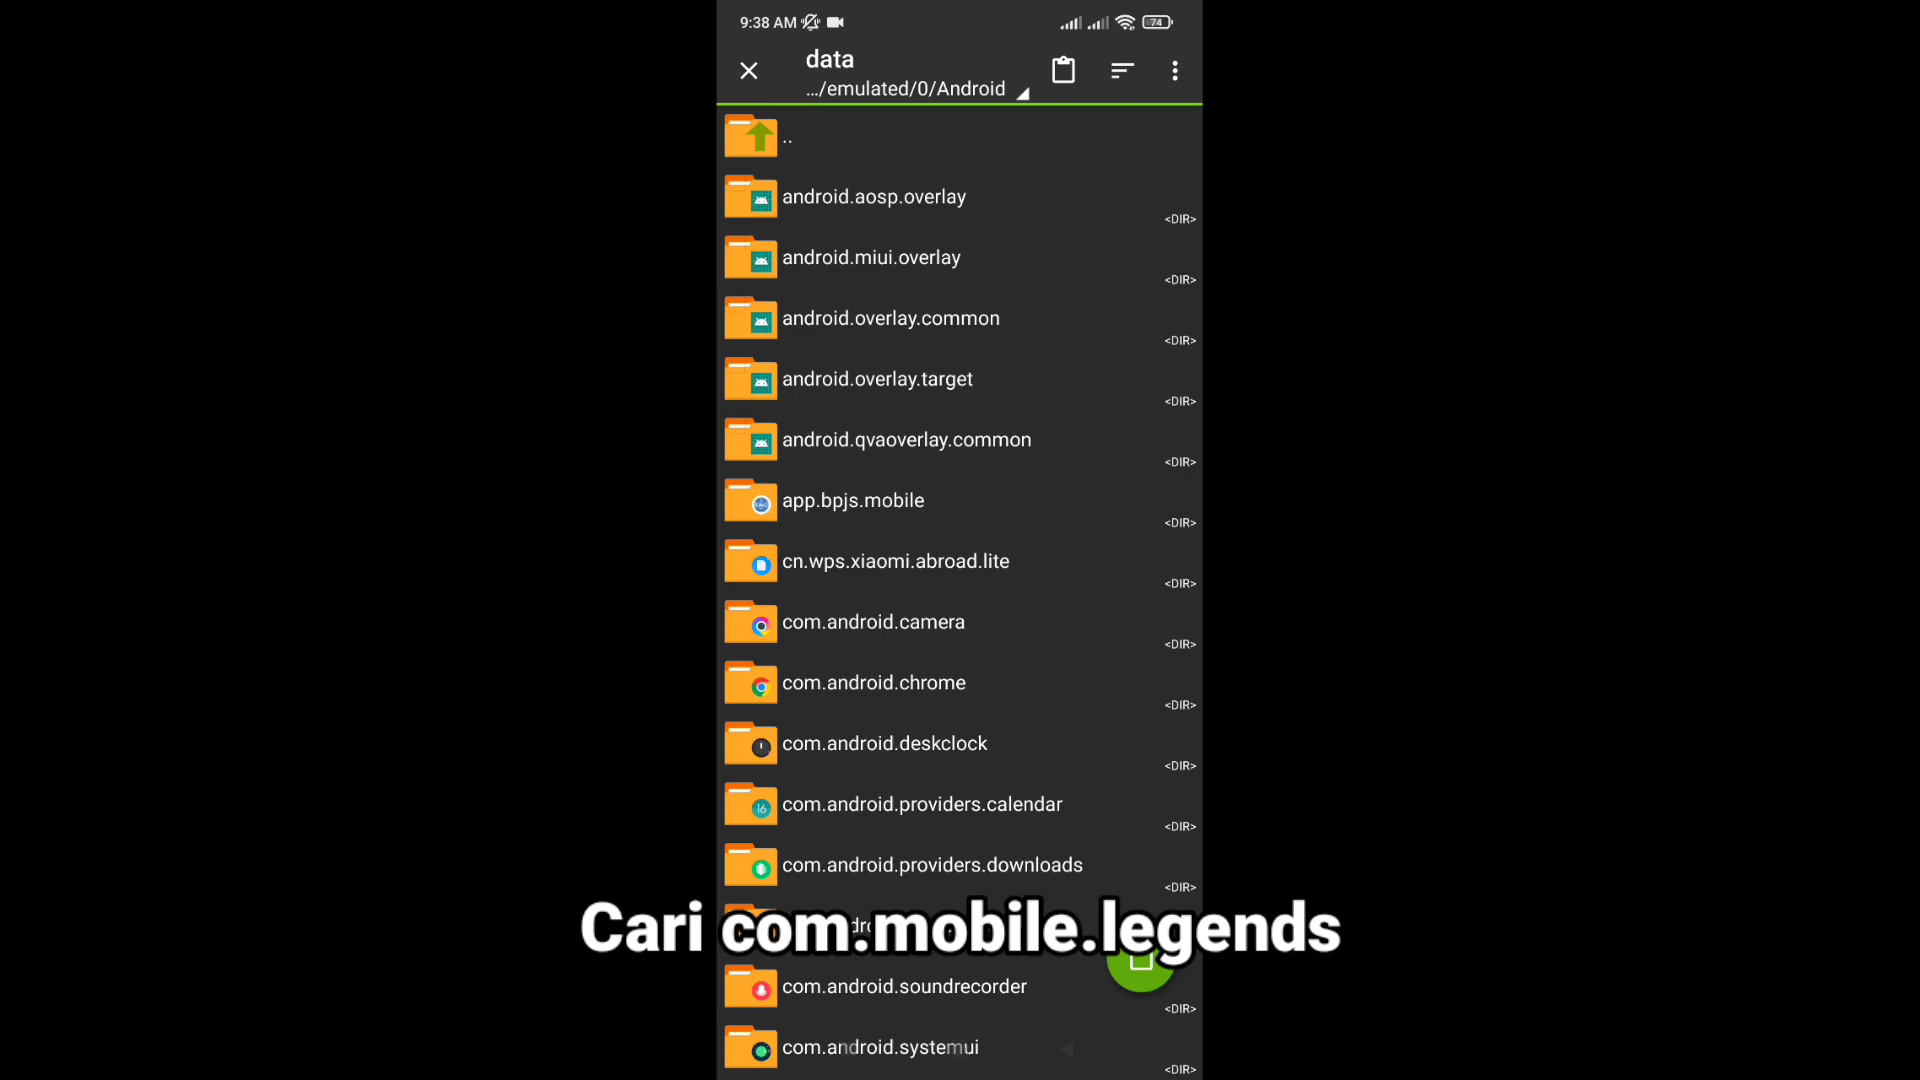 9:38 AM
74
data
.../emulated/0/Android
..
android.aosp.overlay
<DIR>
android.miui.overlay
<DIR>
android.overlay.common
<DIR>
android.overlay.target
<DIR>
android.qvaoverlay.common
<DIR>
app.bpjs.mobile
<DIR>
cn.wps.xiaomi.abroad.lite
<DIR>
com.android.camera
<DIR>
com.android.chrome
<DIR>
com.android.deskclock
<DIR>
16
com.android.providers.calendar
<DIR>
com.android.providers.downloads
<DIR>
Cari com.mobile.legends
com.android.soundrecorder
<DIR>
com.android.systemui
<DIR>